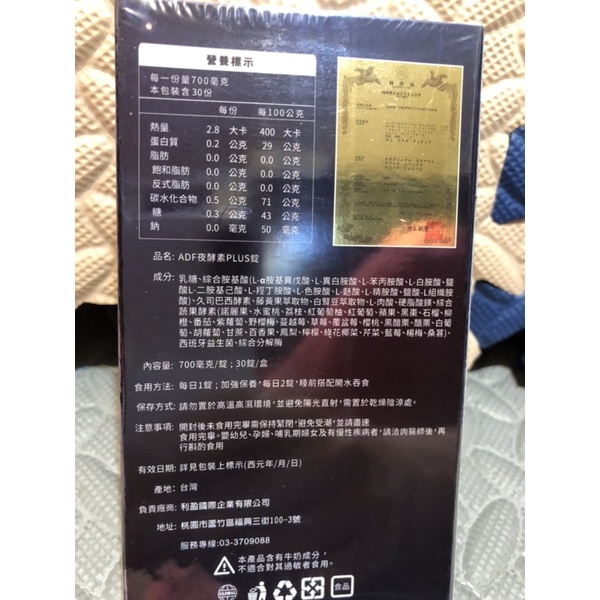 營養標示
每一份量700毫克
本包裝含30份
每份 每100公克
熱量 2.8 大卡 400 大卡
蛋白質 0.2 公克 29 公克
脂肪 0.0 公克 0.0 公克
飽和脂肪 0.0 公克 0.0 公克
反式脂肪 0.0 公克 0.0 公克
碳水化合物 0.5 公克 71 公克
糖 0.3 公克 43 公克
鈉 0.0 毫克 50 毫克
品名: ADF夜酵素PLUS錠
成分: 乳糖、綜合胺基酸(L-α胺基異戊酸、L-異白胺酸、L-苯丙胺酸、L-白胺酸、鹽
酸L-二胺基己酸、L-羥丁胺酸、L-色胺酸、L-麩酸、L-精胺酸、鹽酸-L組織胺
酸)、久司巴西酵素、藤黃果萃取物、白腎豆萃取物、L-肉酸、硬脂酸鎂、綜合
蔬果酵素(諾麗果、水蜜桃、荔枝、紅葡萄柚、紅葡萄、蘋果、黑棗、石榴、柳
橙、番茄、紫蘿蔔、野櫻莓、蔓越莓、草莓、覆盆莓、櫻桃、黑醋栗、醋栗、白葡
萄、胡蘿蔔、甘蔗、百香果、鳳梨、檸檬、綠花椰菜、芹菜、藍莓、楊梅、桑葚)、
西班牙益生菌、綜合分解酶
內容量: 700毫克/錠；30錠/盒
食用方法: 每日1錠；加強保養，每日2錠，睡前搭配開水吞食
保存方式: 請勿置於高溫高濕環境，並避免陽光直射，需置於乾燥陰涼處。
注意事項: 開封後未食用完畢需保持緊閉，避免受潮，並請盡速
食用完畢。嬰幼兒、孕婦、哺乳期婦女及有慢性疾病者，請洽詢醫師後，再
行斟酌食用
有效日期: 詳見包裝上標示(西元年/月/日)
產地: 台灣
負責廠商: 利盈國際企業有限公司
地址: 桃園市蘆竹區福興三街100-3號
服務專線:03-3709088
本產品含有牛奶成分，
不適合對其過敏者食用。
GLOBAL
食品